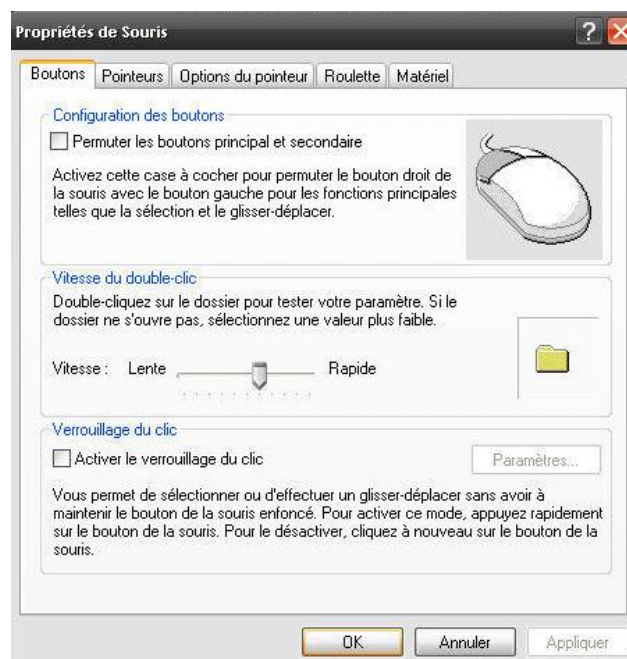 Propriétés de Souris
Boutons Pointeurs Options du pointeur Roulette Matériel
Configuration des boutons
Permuter les boutons principal et secondaire
Activez cette case à cocher pour permuter le bouton droit de
la souris avec le bouton gauche pour les fonctions principales
telles que la sélection et le glisser-déplacer.
Vitesse du double-clic
Double-cliquez sur le dossier pour tester votre paramètre. Si le
dossier ne s'ouvre pas, sélectionnez une valeur plus faible.
Vitesse : Lente Rapide
Verrouillage du clic
Activer le verrouillage du clic Paramètres...
Vous permet de sélectionner ou d'effectuer un glisser-déplacer sans avoir à
maintenir le bouton de la souris enfoncé. Pour activer ce mode, appuyez rapidement
sur le bouton de la souris. Pour le désactiver, cliquez à nouveau sur le bouton de la
souris.
OK Annuler Appliquer